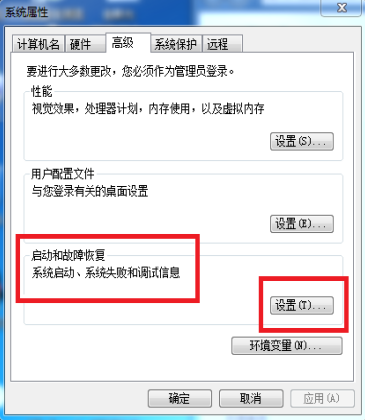 系统属性
计算机名 硬件 高级 系统保护 远程
要进行大多数更改，您必须作为管理员登录。
性能
视觉效果，处理器计划，内存使用，以及虚拟内存
设置(S)...
用户配置文件
与您登录有关的桌面设置
设置(E)...
启动和故障恢复
系统启动、系统失败和调试信息
设置(T)...
环境变量(N)...
确定 取消 应用(A)